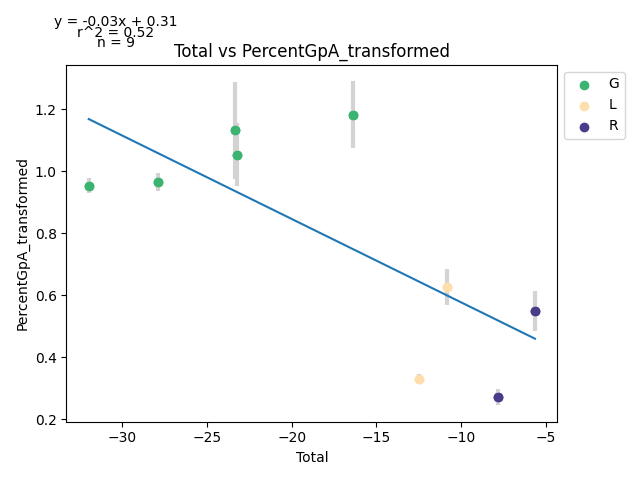 y = -0.03x + 0.31
r^2 = 0.52
n = 9
Total vs PercentGpA_transformed
G
L
R
PercentGpA_transformed
1.2
1.0
0.8
0.6
0.4
0.2
−30
−25
−20
−15
−10
−5
Total